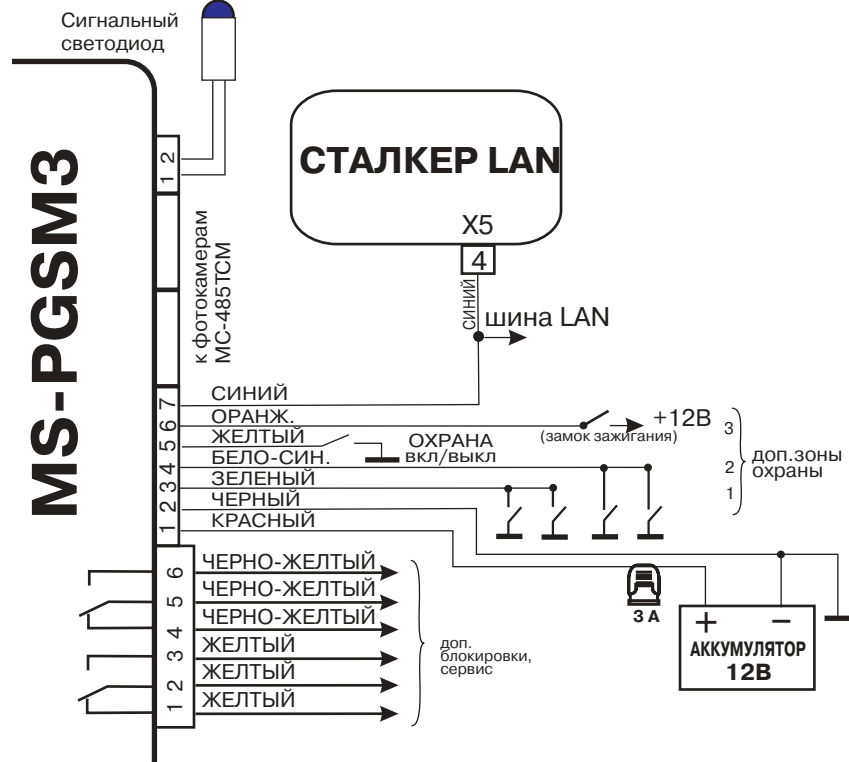 Сигнальный
светодиод
MS-PGSM3
2
1
к фотокамерам
МС-485ТСМ
СТАЛКЕР LAN
X5
4
синий
шина LAN
7 СИНИЙ
6 ОРАНЖ.
5 ЖЕЛТЫЙ
4 БЕЛО-СИН.
3 ЗЕЛЕНЫЙ
2 ЧЕРНЫЙ
1 КРАСНЫЙ
ОХРАНА
вкл/выкл
+12В
(замок зажигания)
3
2
1
доп.зоны
охраны
6 ЧЕРНО-ЖЕЛТЫЙ
5 ЧЕРНО-ЖЕЛТЫЙ
4 ЧЕРНО-ЖЕЛТЫЙ
3 ЖЕЛТЫЙ
2 ЖЕЛТЫЙ
1 ЖЕЛТЫЙ
доп.
блокировки,
сервис
3 А
+ –
АККУМУЛЯТОР
12В